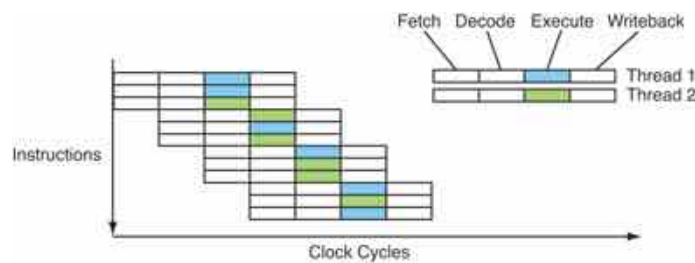 Fetch Decode Execute Writeback
Thread 1
Thread 2
Instructions
Clock Cycles